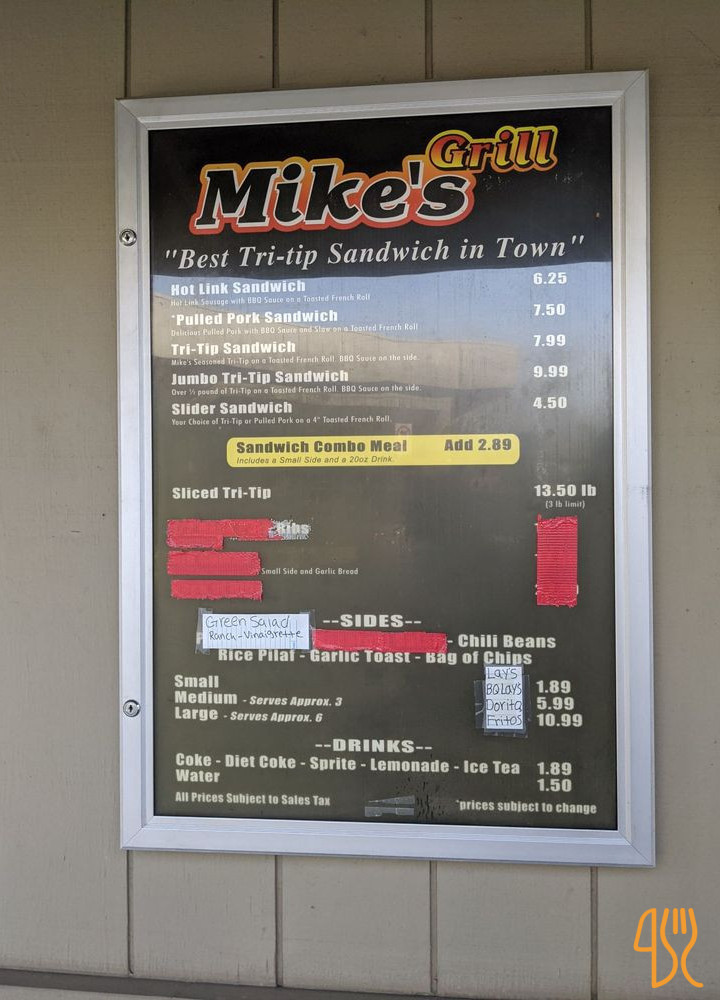 Mike's Grill
"Best Tri-tip Sandwich in Town"
Hot Link Sandwich 6.25
Hot Link Sausage with BBQ Sauce on a Toasted French Roll
*Pulled Pork Sandwich 7.50
Delicious Pulled Pork with BBQ Sauce and Slaw on a Toasted French Roll
Tri-Tip Sandwich 7.99
Mike's Seasoned Tri-Tip on a Toasted French Roll. BBQ Sauce on the side.
Jumbo Tri-Tip Sandwich 9.99
Over ½ pound of Tri-Tip on a Toasted French Roll. BBQ Sauce on the side.
Slider Sandwich 4.50
Your Choice of Tri-Tip or Pulled Pork on a 4" Toasted French Roll.
Sandwich Combo Meal Add 2.89
Includes a Small Side and a 20oz Drink.
Sliced Tri-Tip 13.50 lb
(3 lb limit)
Ribs
Small Side and Garlic Bread
--SIDES--
Green Salad
Ranch-Vinaigrette
- Chili Beans
Rice Pilaf - Garlic Toast - Bag of Chips
Lay's
BQLay's
Dorito
Fritos
Small 1.89
Medium - Serves Approx. 3 5.99
Large - Serves Approx. 6 10.99
--DRINKS--
Coke - Diet Coke - Sprite - Lemonade - Ice Tea 1.89
Water 1.50
All Prices Subject to Sales Tax
*prices subject to change